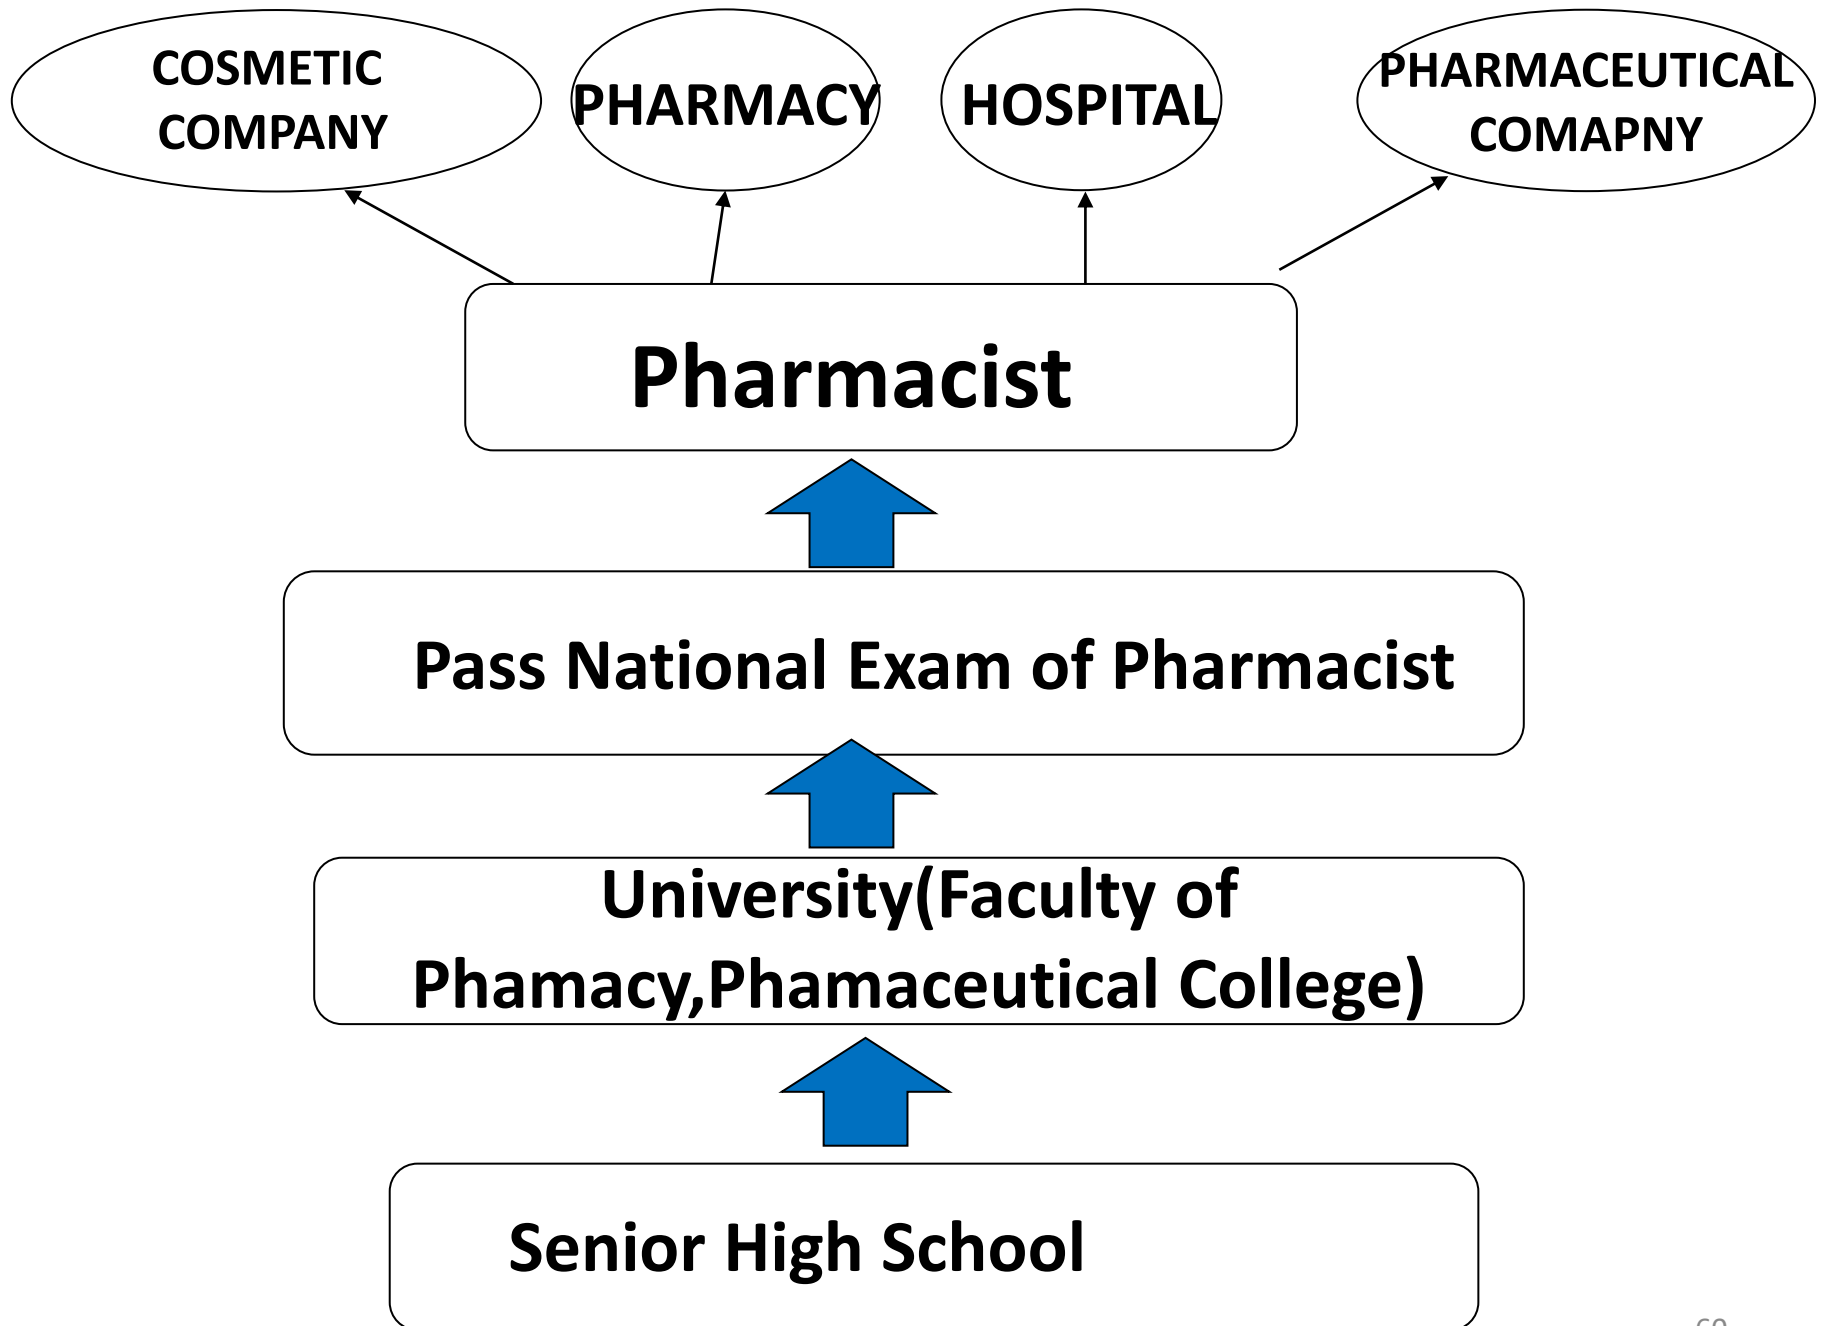 COSMETIC
COMPANY
PHARMACY
HOSPITAL
PHARMACEUTICAL
COMAPNY
Pharmacist
Pass National Exam of Pharmacist
University(Faculty of
Phamacy,Phamaceutical College)
Senior High School